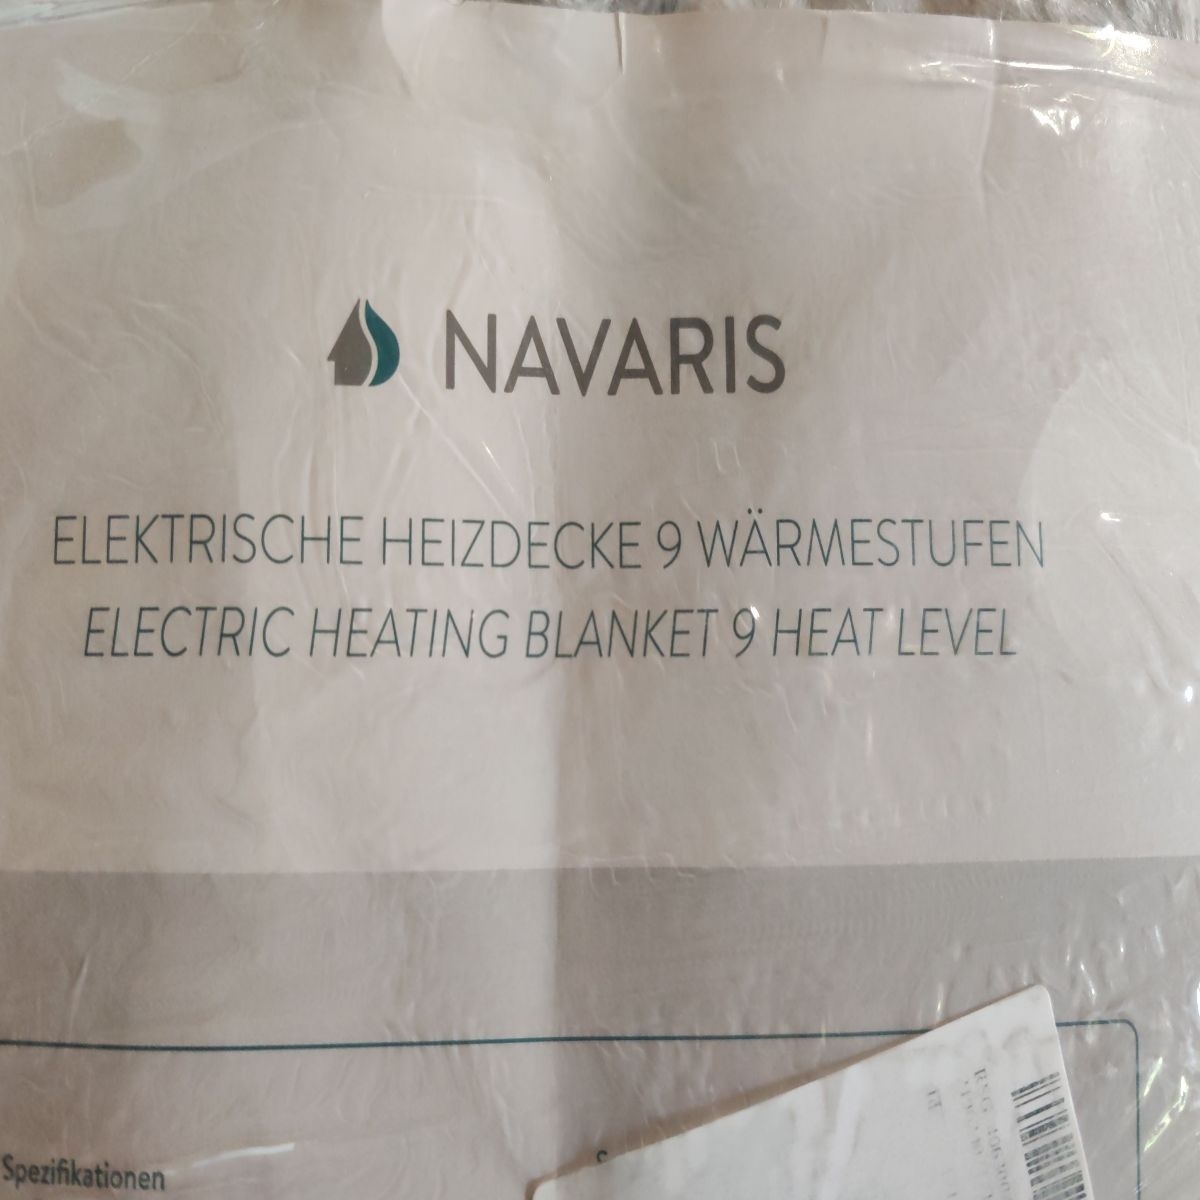 NAVARIS
ELEKTRISCHE HEIZDECKE 9 WÄRMESTUFEN
ELECTRIC HEATING BLANKET 9 HEAT LEVEL
Spezifikationen